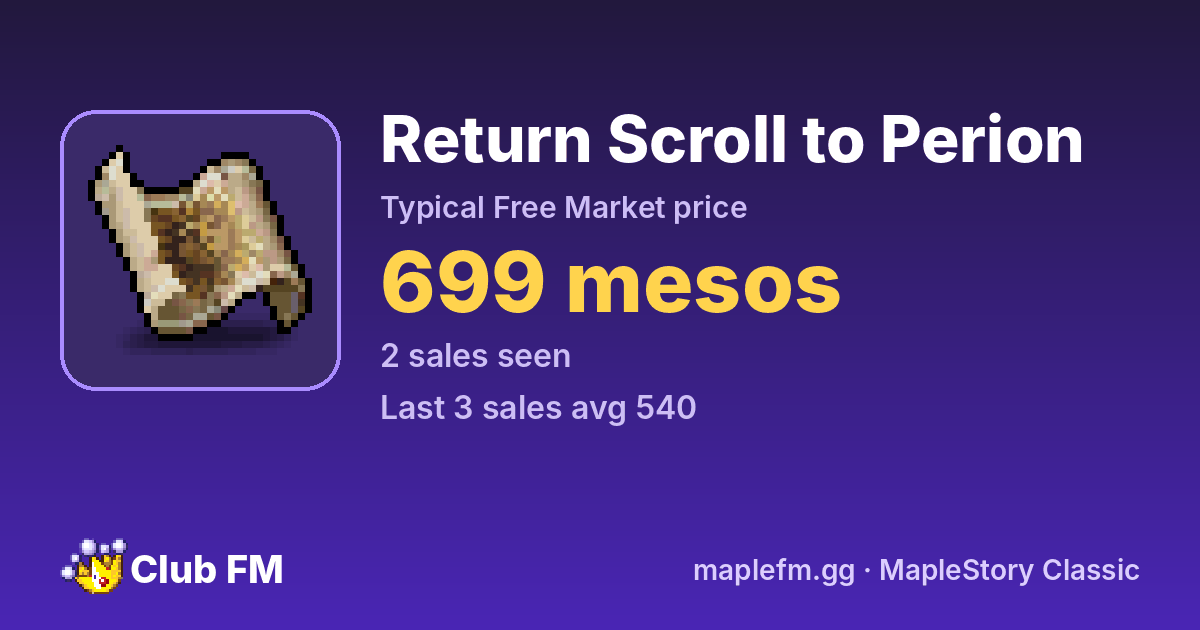 Return Scroll to Perion
Typical Free Market price
699 mesos
2 sales seen
Last 3 sales avg 540
Club FM
maplefm.gg · MapleStory Classic